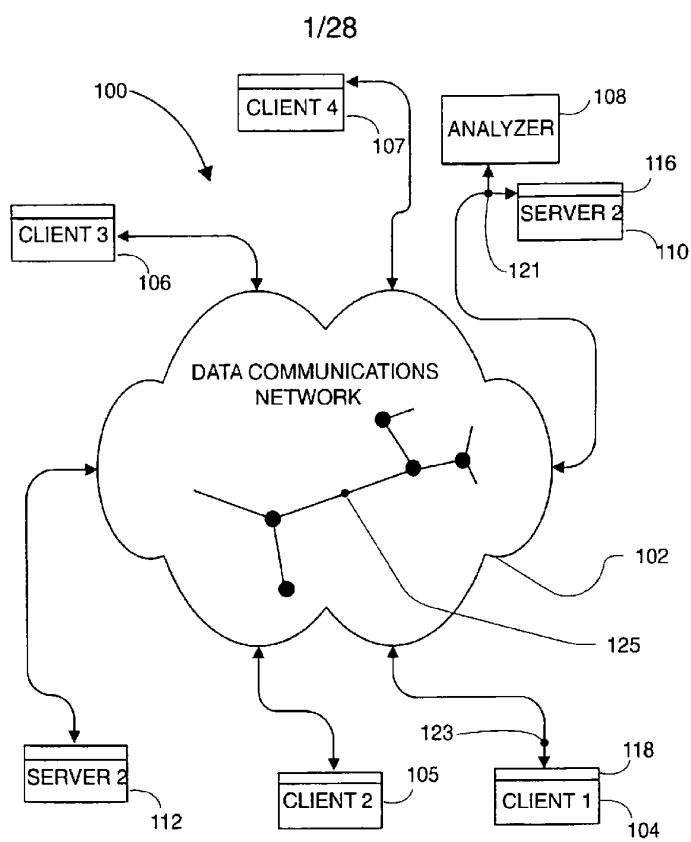 1/28
100
CLIENT 4
107
ANALYZER
108
116
SERVER 2
110
121
CLIENT 3
106
DATA COMMUNICATIONS
NETWORK
102
125
123
SERVER 2
112
CLIENT 2
105
118
CLIENT 1
104